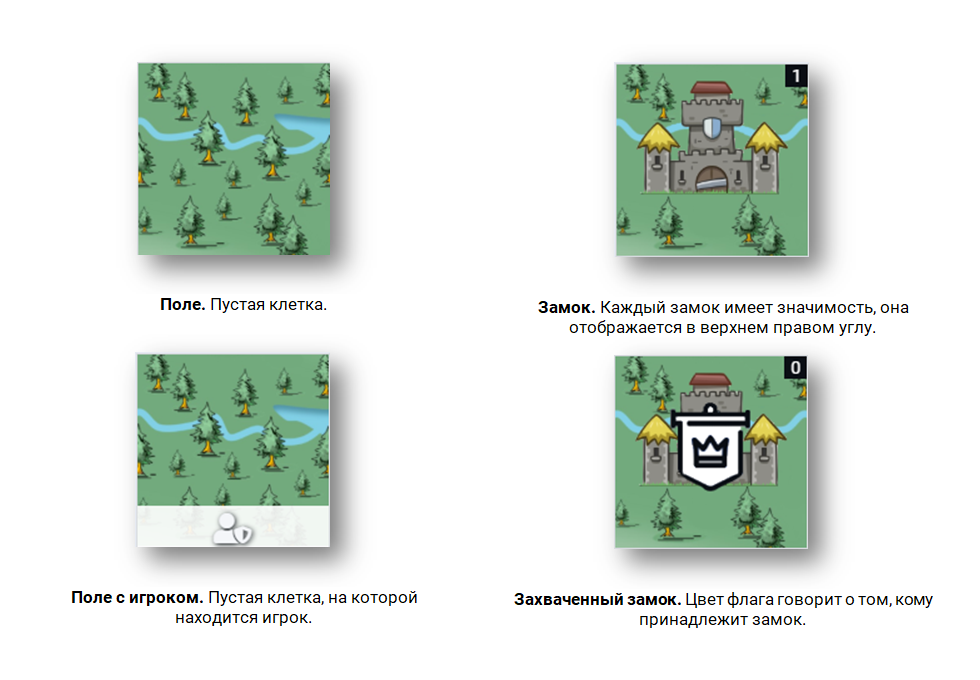 1
Поле. Пустая клетка.
Замок. Каждый замок имеет значимость, она
отображается в верхнем правом углу.
0
Поле с игроком. Пустая клетка, на которой
находится игрок.
Захваченный замок. Цвет флага говорит о том, кому
принадлежит замок.